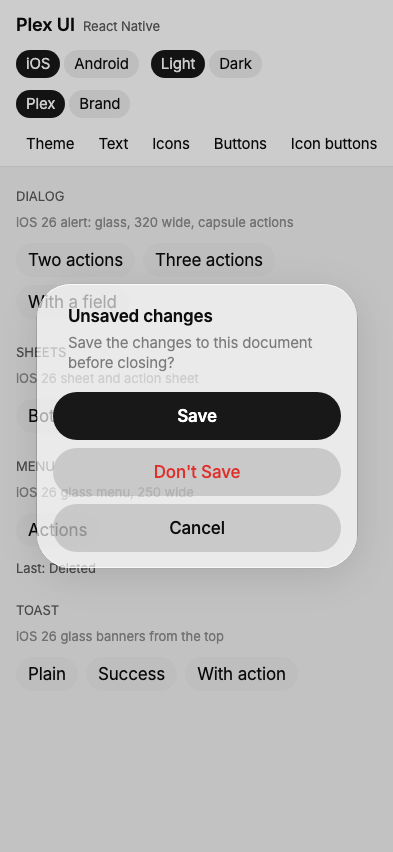 Plex UI React Native
iOS Android Light Dark
Plex Brand
Theme Text Icons Buttons Icon buttons
DIALOG
iOS 26 alert: glass, 320 wide, capsule actions
Two actions Three actions
With a field
Unsaved changes
Save the changes to this document
before closing?
SHEETS
iOS 26 sheet and action sheet
Save
MENU
Don't Save
iOS 26 glass menu, 250 wide
Actions
Cancel
Last: Deleted
TOAST
iOS 26 glass banners from the top
Plain Success With action